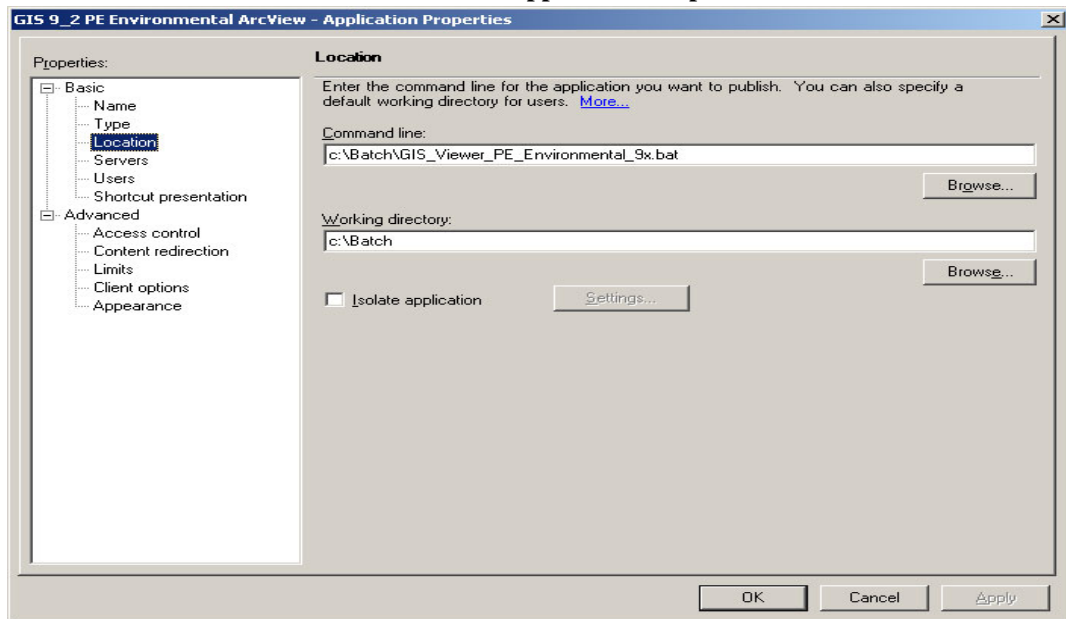 GIS 9_2 PE Environmental ArcView - Application Properties
Properties:
Basic
Name
Type
Location
Servers
Users
Shortcut presentation
Advanced
Access control
Content redirection
Limits
Client options
Appearance
Location
Enter the command line for the application you want to publish. You can also specify a
default working directory for users. More...
Command line:
c:\Batch\GIS_Viewer_PE_Environmental_9x.bat
Browse...
Working directory:
c:\Batch
Browse...
Isolate application
Settings...
OK
Cancel
Apply